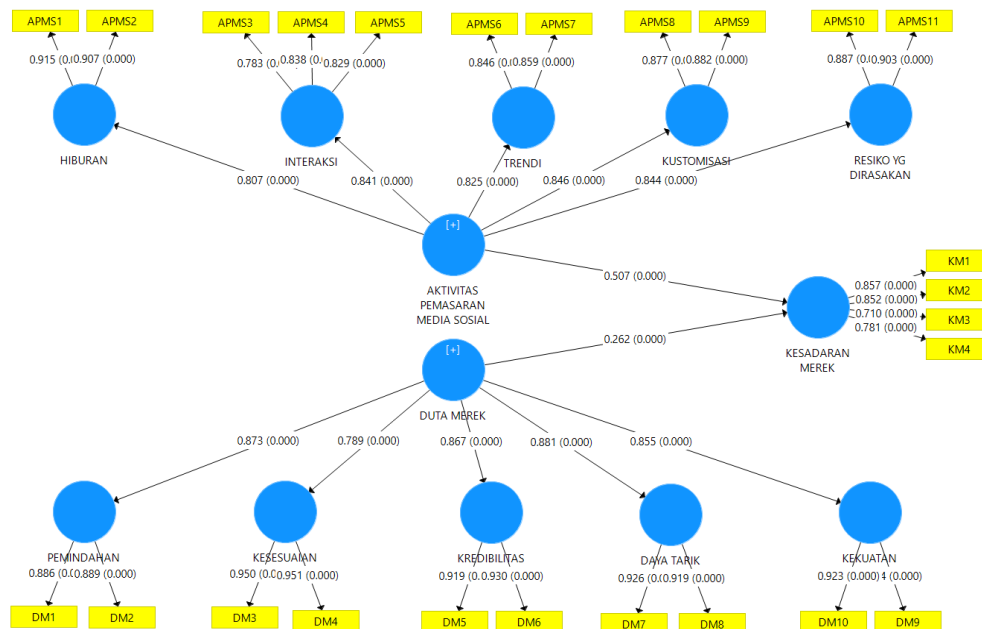 APMS1 APMS2 APMS3 APMS4 APMS5 APMS6 APMS7 APMS8 APMS9 APMS10 APMS11
0.915 0.907 (0.000) 0.783 0.838 0.829 (0.000) 0.846 0.859 (0.000) 0.877 0.882 (0.000) 0.887 0.903 (0.000)
HIBURAN INTERAKSI TRENDI KUSTOMISASI RESIKO YG
DIRASAKAN
0.807 (0.000) 0.841 (0.000) 0.825 (0.000) 0.846 (0.000) 0.844 (0.000)
[+]
AKTIVITAS
PEMASARAN
MEDIA SOSIAL
0.507 (0.000)
KM1
0.857 (0.000)
KM2
0.852 (0.000)
0.710 (0.000)
KM3
0.781 (0.000)
KM4
0.262 (0.000)
KESADARAN
MEREK
[+]
DUTA MEREK
0.873 (0.000) 0.789 (0.000) 0.867 (0.000) 0.881 (0.000) 0.855 (0.000)
PEMINDAHAN KESESUAIAN KREDIBILITAS DAYA TARIK KEKUATAN
0.886 0.889 (0.000) 0.950 0.951 (0.000) 0.919 0.930 (0.000) 0.926 0.919 (0.000) 0.923 (0.000)
DM1 DM2 DM3 DM4 DM5 DM6 DM7 DM8 DM10 DM9